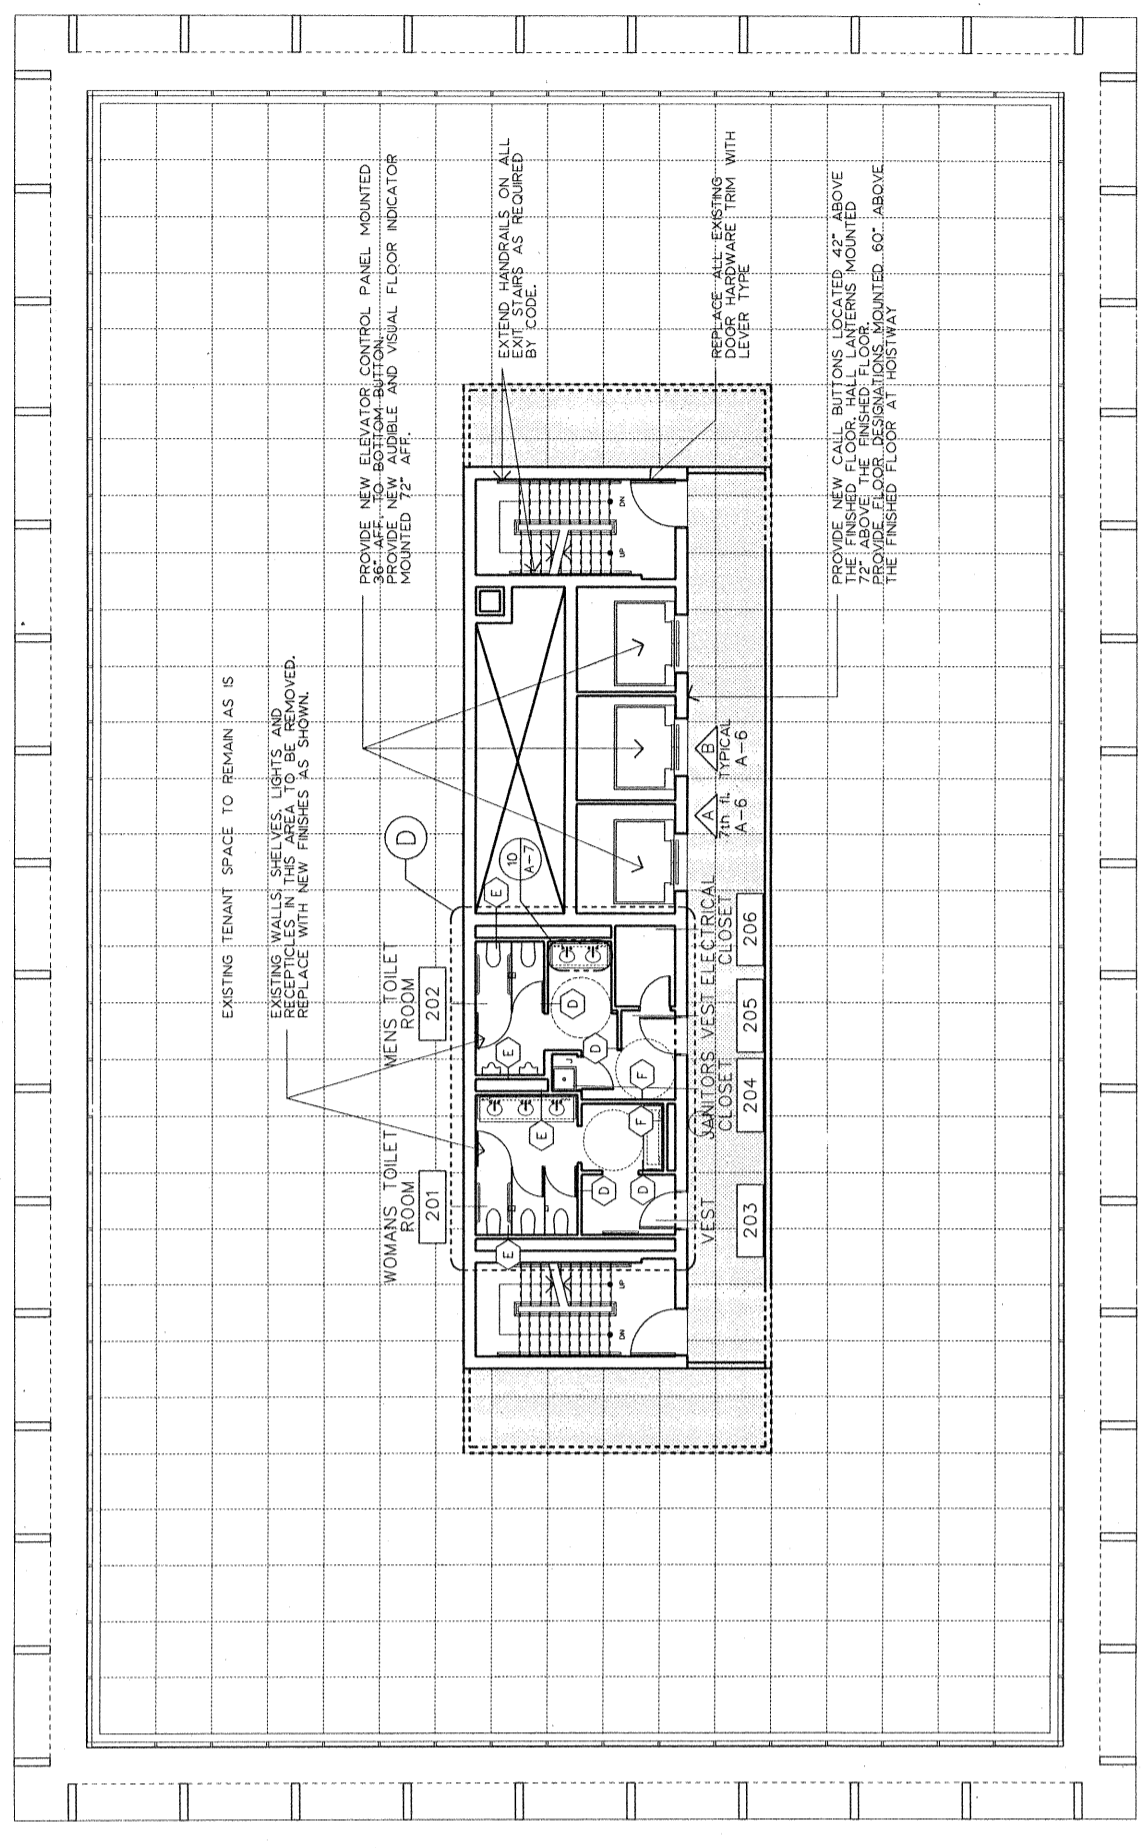 EXISTING TENANT SPACE TO REMAIN AS IS
EXISTING WALLS, SHELVES, LIGHTS AND
RECEPTICLES IN THIS AREA TO BE REMOVED.
REPLACE WITH NEW FINISHES AS SHOWN.
PROVIDE NEW ELEVATOR CONTROL PANEL MOUNTED
36" AFF. TO BOTTOM BUTTON.
PROVIDE NEW AUDIBLE AND VISUAL FLOOR INDICATOR
MOUNTED 72" AFF.
EXTEND HANDRAILS ON ALL
EXIT STAIRS AS REQUIRED
BY CODE.
REPLACE ALL EXISTING
DOOR HARDWARE TRIM WITH
LEVER TYPE
PROVIDE NEW CALL BUTTONS LOCATED 42" ABOVE
THE FINISHED FLOOR. HALL LANTERNS MOUNTED
72" ABOVE THE FINISHED FLOOR.
PROVIDE FLOOR DESIGNATIONS MOUNTED 60" ABOVE
THE FINISHED FLOOR AT HOISTWAY
WOMANS TOILET
ROOM
201
MENS TOILET
ROOM
202
D
10
A-7
E
E
E
E
D
D
D
D
F
F
J
UP
DN
DN
UP
A
7th fl.
A-6
B
TYPICAL
A-6
VEST
203
JANITORS
CLOSET
204
VEST
205
ELECTRICAL
CLOSET
206